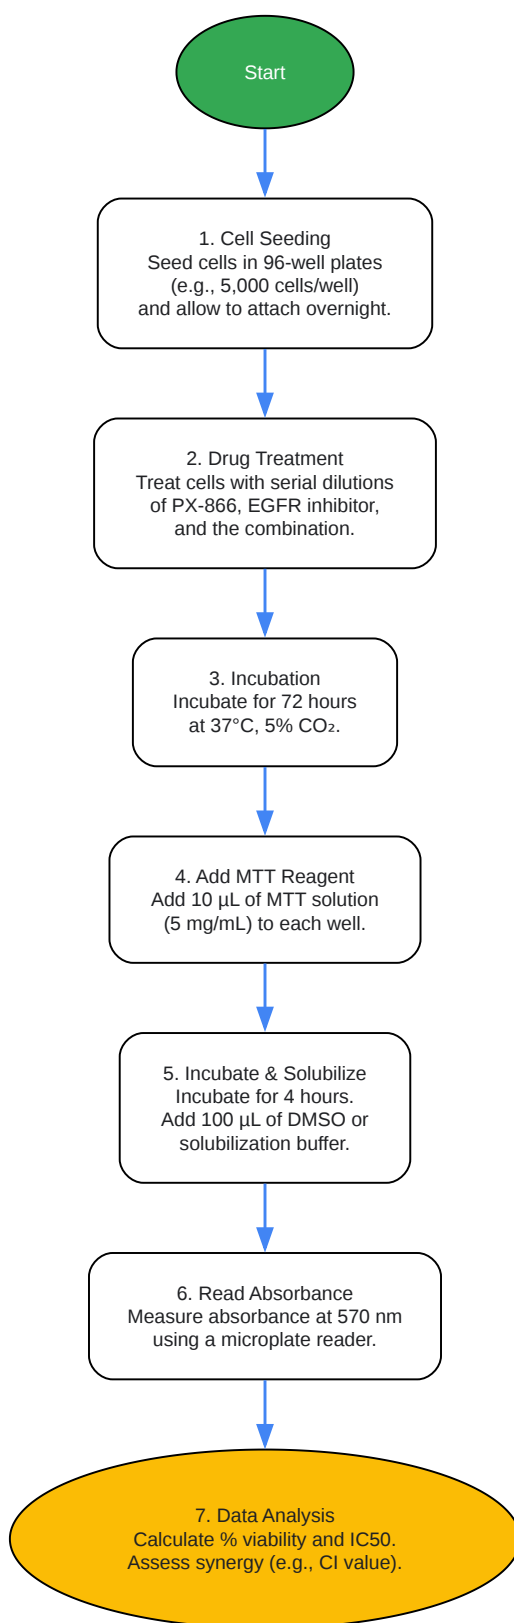 Start
1. Cell Seeding
Seed cells in 96-well plates
(e.g., 5,000 cells/well)
and allow to attach overnight.
2. Drug Treatment
Treat cells with serial dilutions
of PX-866, EGFR inhibitor,
and the combination.
3. Incubation
Incubate for 72 hours
at 37°C, 5% CO₂.
4. Add MTT Reagent
Add 10 µL of MTT solution
(5 mg/mL) to each well.
5. Incubate & Solubilize
Incubate for 4 hours.
Add 100 µL of DMSO or
solubilization buffer.
6. Read Absorbance
Measure absorbance at 570 nm
using a microplate reader.
7. Data Analysis
Calculate % viability and IC50.
Assess synergy (e.g., CI value).